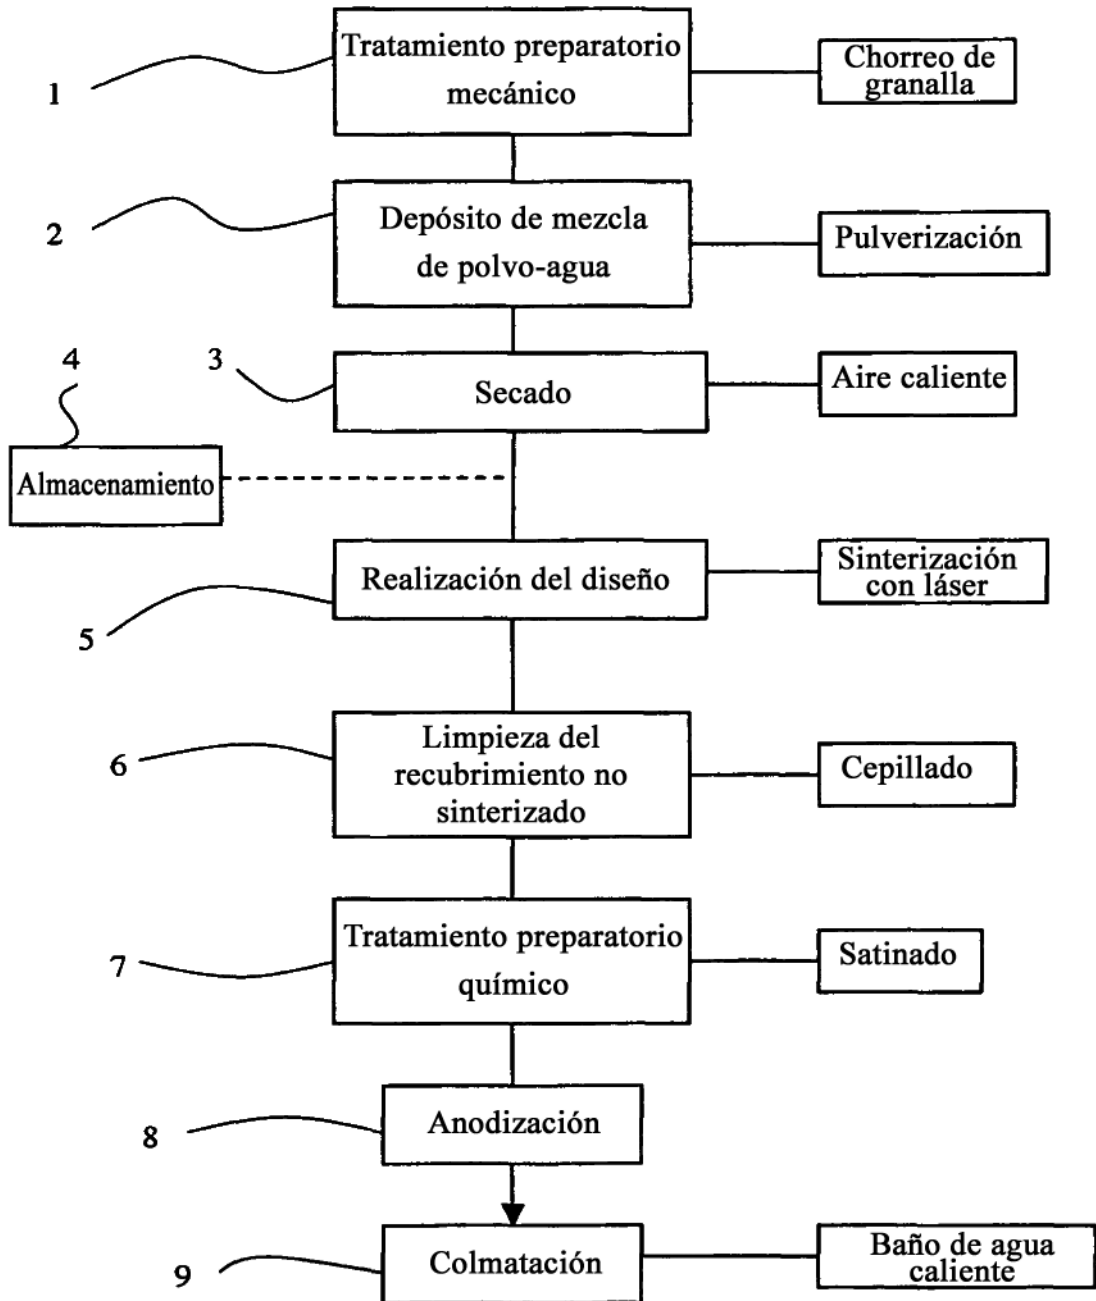 1
Tratamiento preparatorio
mecánico
Chorreo de
granalla
2
Depósito de mezcla
de polvo-agua
Pulverización
3
Secado
Aire caliente
4
Almacenamiento
5
Realización del diseño
Sinterización
con láser
6
Limpieza del
recubrimiento no
sinterizado
Cepillado
7
Tratamiento preparatorio
químico
Satinado
8
Anodización
9
Colmatación
Baño de agua
caliente